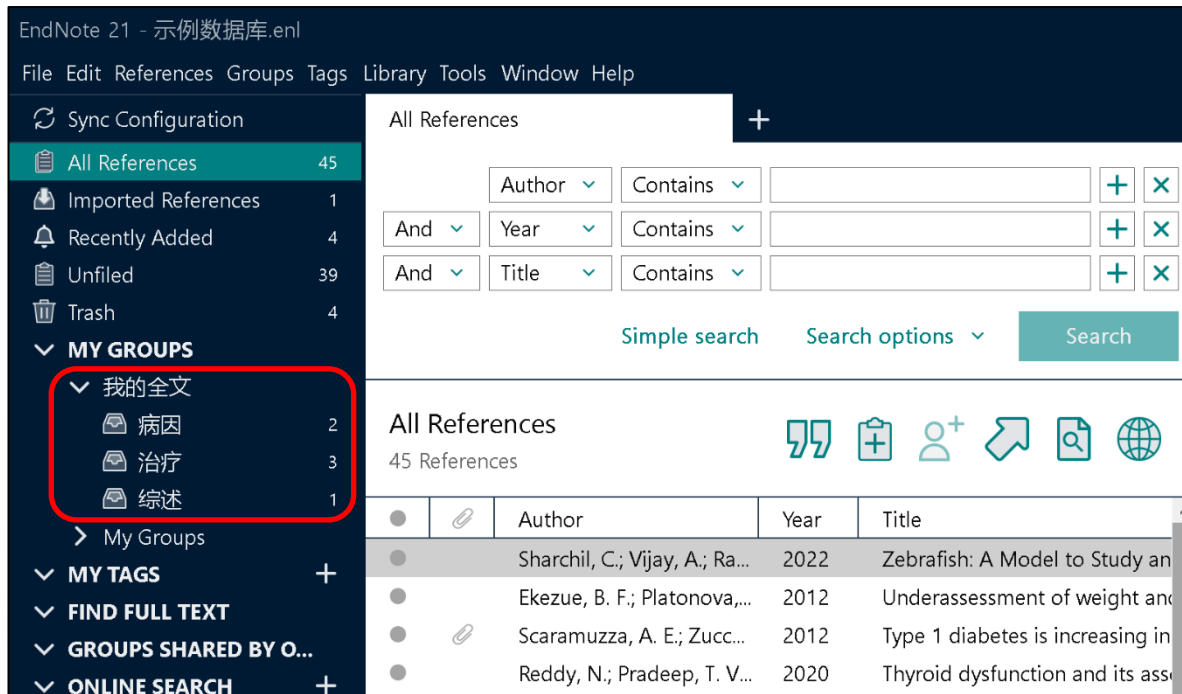 EndNote 21 - 示例数据库.enl
File Edit References Groups Tags Library Tools Window Help
Sync Configuration
All References 45
Imported References 1
Recently Added 4
Unfiled 39
Trash 4
MY GROUPS
我的全文
病因 2
治疗 3
综述 1
My Groups
MY TAGS +
FIND FULL TEXT
GROUPS SHARED BY O...
ONLINE SEARCH +
All References +
Author Contains
And Year Contains
And Title Contains
Simple search Search options Search
All References
45 References
Author Year Title
Sharchil, C.; Vijay, A.; Ra... 2022 Zebrafish: A Model to Study an
Ekezue, B. F.; Platonova,... 2012 Underassessment of weight and
Scaramuzza, A. E.; Zucc... 2012 Type 1 diabetes is increasing in
Reddy, N.; Pradeep, T. V... 2020 Thyroid dysfunction and its ass